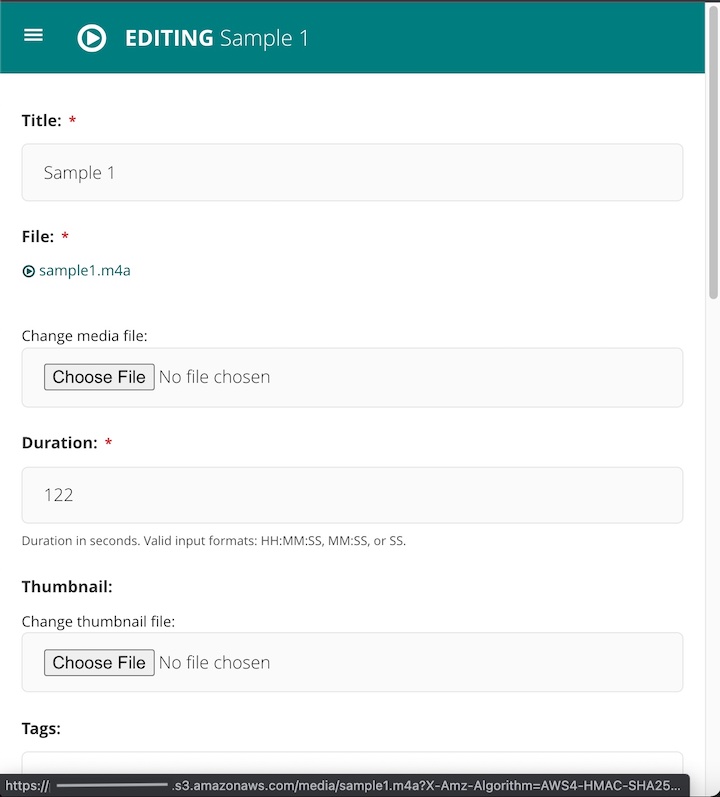 EDITING Sample 1
Title: *
Sample 1
File: *
sample1.m4a
Change media file:
Choose File No file chosen
Duration: *
122
Duration in seconds. Valid input formats: HH:MM:SS, MM:SS, or SS.
Thumbnail:
Change thumbnail file:
Choose File No file chosen
Tags:
https:// .s3.amazonaws.com/media/sample1.m4a?X-Amz-Algorithm=AWS4-HMAC-SHA25...